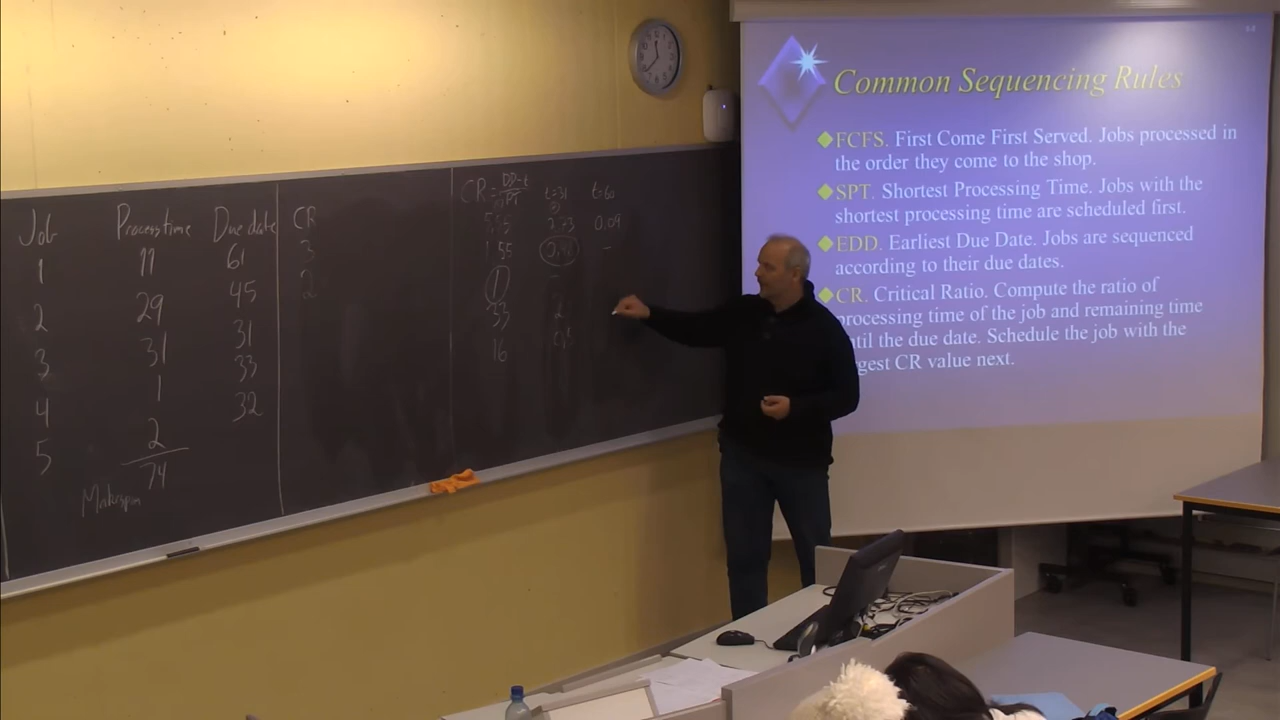 Job Process time Due date CR
1 11 61 3
2 29 45 2
3 31 31
4 1 33
5 2 32
74
Makespan
CR = DD-t / PT t=31 t=60
5.55 2.73 0.09
1.55 -
1 -
33 2
16
64
Common Sequencing Rules
FCFS. First Come First Served. Jobs processed in
the order they come to the shop.
SPT. Shortest Processing Time. Jobs with the
shortest processing time are scheduled first.
EDD. Earliest Due Date. Jobs are sequenced
according to their due dates.
CR. Critical Ratio. Compute the ratio of
processing time of the job and remaining time
until the due date. Schedule the job with the
gest CR value next.